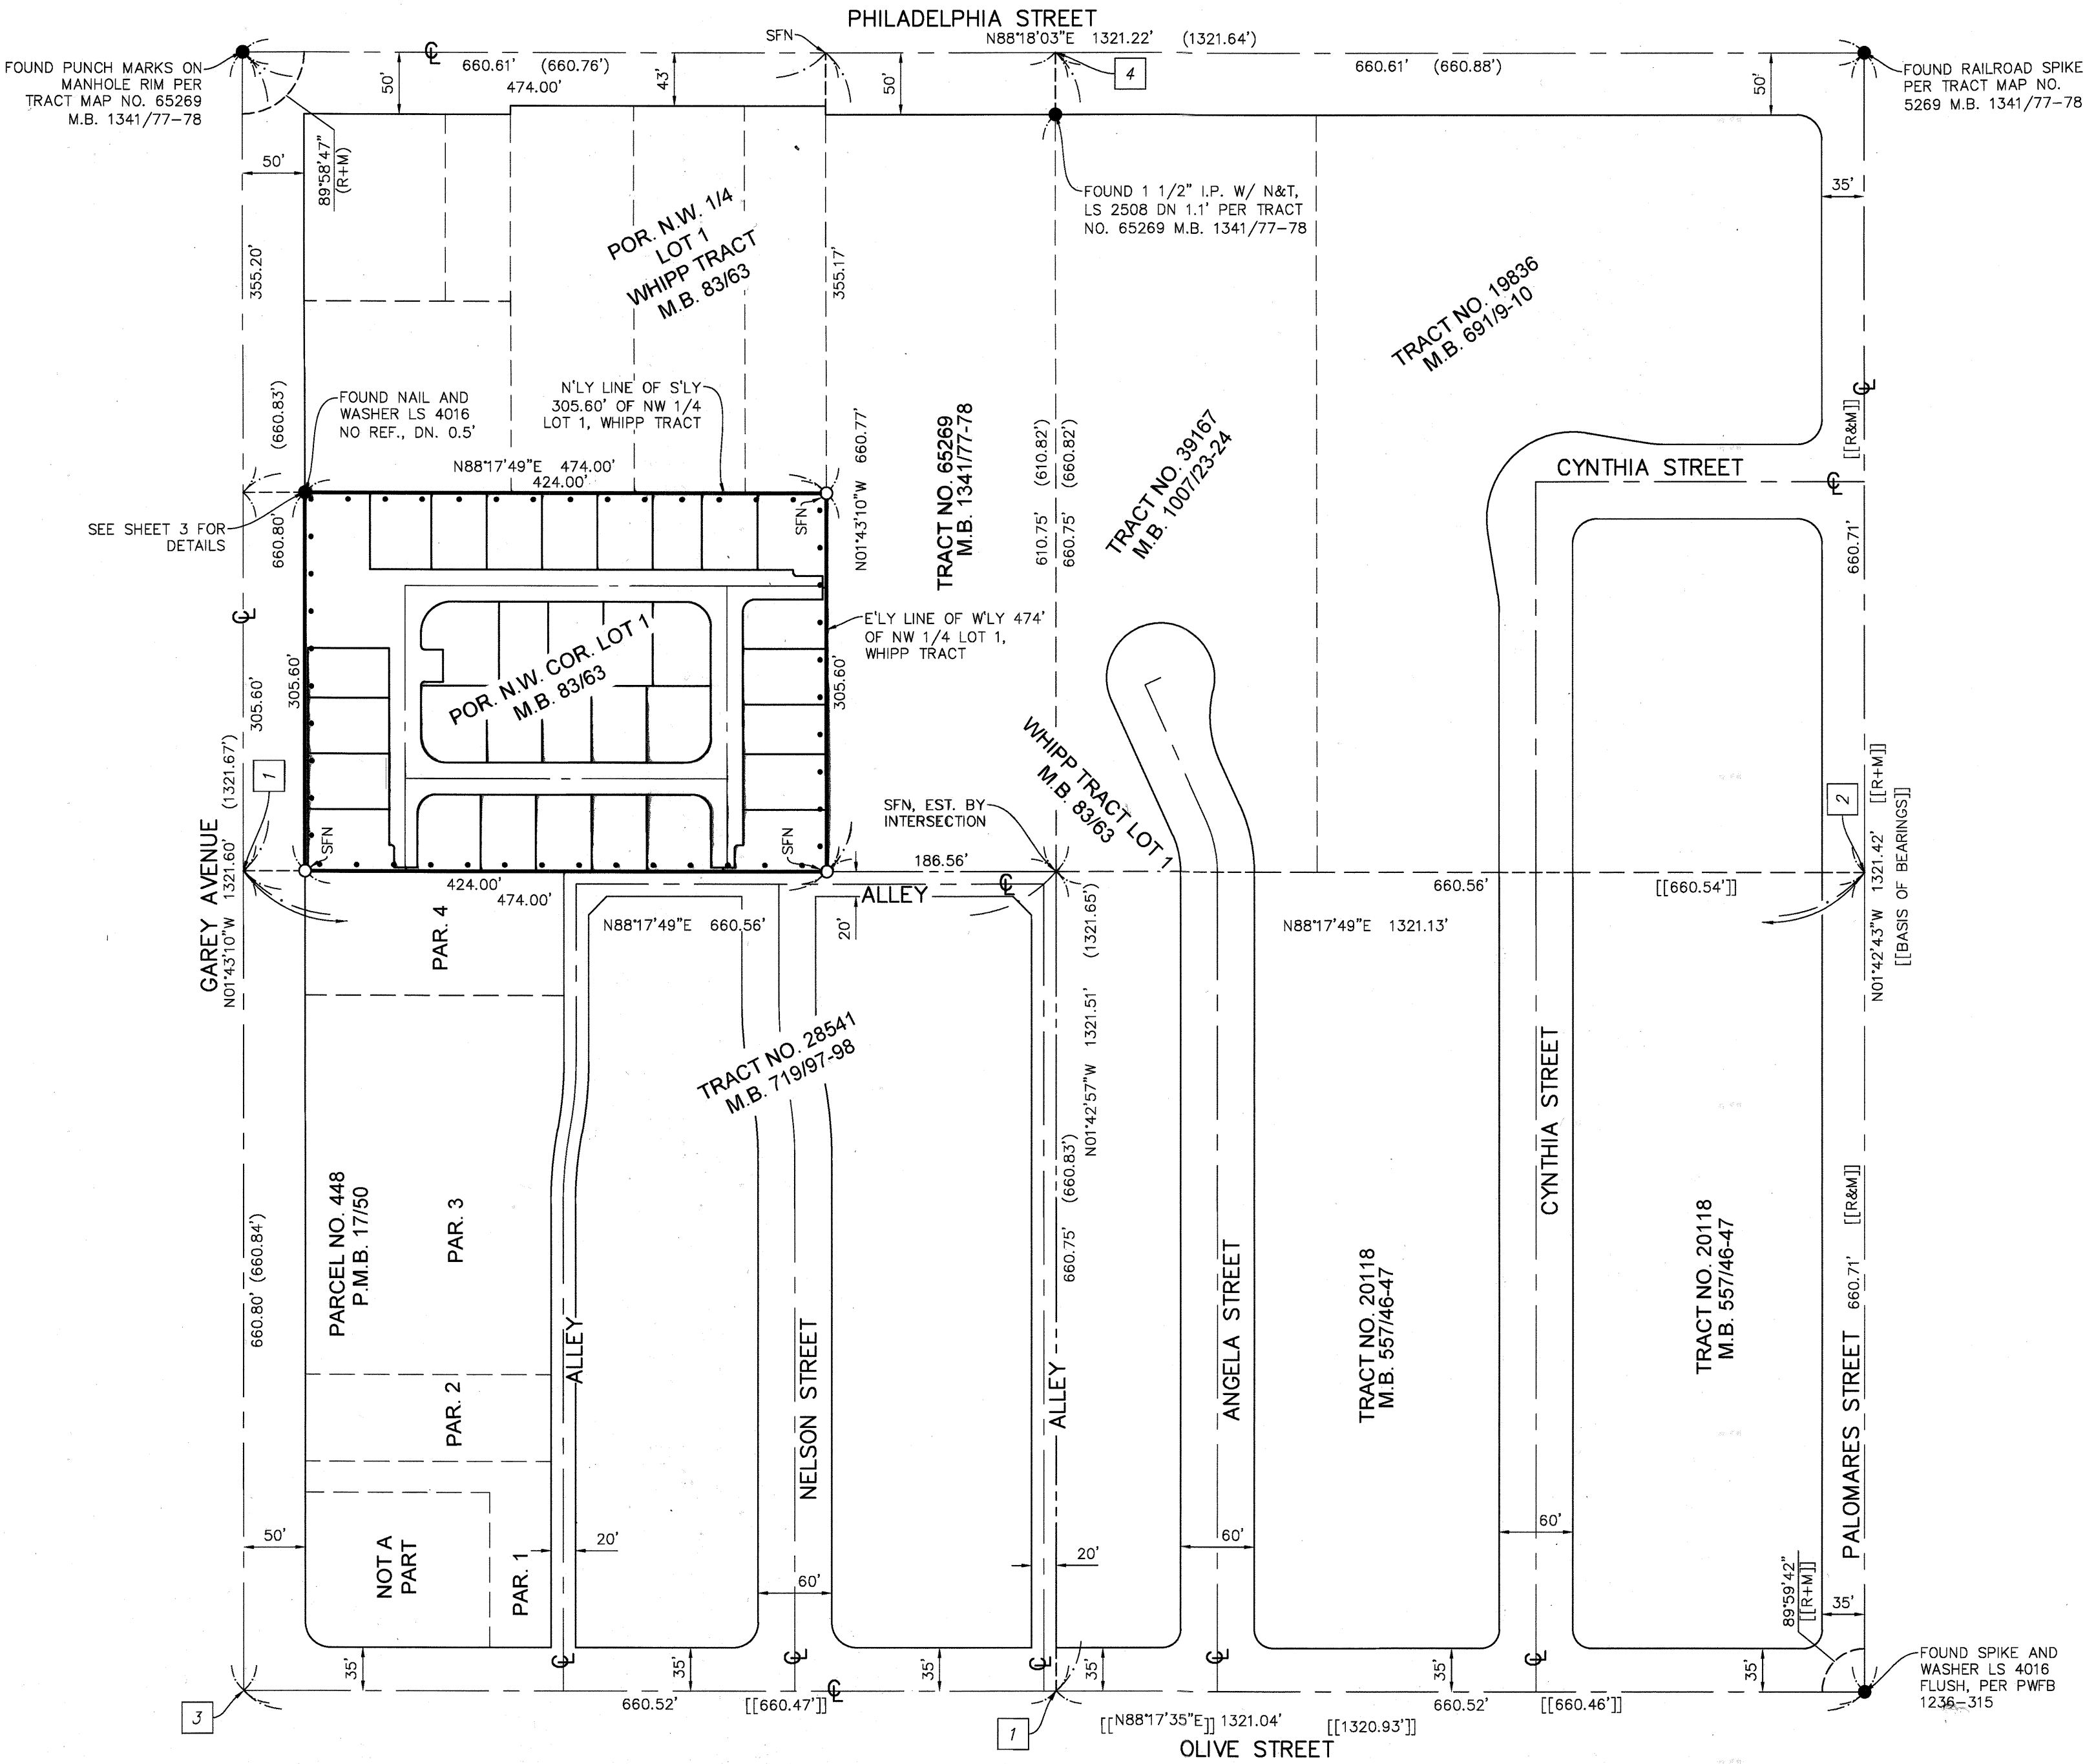 PHILADELPHIA STREET
N88°18'03"E 1321.22' (1321.64')
SFN
℄
660.61' (660.76')
474.00'
50'
43'
50'
4
660.61' (660.88')
50'
FOUND PUNCH MARKS ON
MANHOLE RIM PER
TRACT MAP NO. 65269
M.B. 1341/77-78
FOUND RAILROAD SPIKE
PER TRACT MAP NO.
5269 M.B. 1341/77-78
50'
89°58'47"
(R+M)
FOUND 1 1/2" I.P. W/ N&T,
LS 2508 DN 1.1' PER TRACT
NO. 65269 M.B. 1341/77-78
35'
POR. N.W. 1/4
LOT 1
WHIPP TRACT
M.B. 83/63
355.20'
355.17'
TRACT NO. 19836
M.B. 691/9-10
(660.83')
FOUND NAIL AND
WASHER LS 4016
NO REF., DN. 0.5'
N'LY LINE OF S'LY
305.60' OF NW 1/4
LOT 1, WHIPP TRACT
N88°17'49"E 474.00'
424.00'
N01°43'10"W 660.77'
TRACT NO. 65269
M.B. 1341/77-78
610.75' (610.82')
660.75' (660.82')
TRACT NO. 39167
M.B. 1007/23-24
℄
[[R&M]]
CYNTHIA STREET
℄
SEE SHEET 3 FOR
DETAILS
660.80'
SFN
660.71'
℄
E'LY LINE OF W'LY 474'
OF NW 1/4 LOT 1,
WHIPP TRACT
POR. N.W. COR. LOT 1
M.B. 83/63
305.60'
305.60'
305.60'
WHIPP TRACT LOT 1
M.B. 83/63
1
SFN
SFN
SFN, EST. BY
INTERSECTION
2
GAREY AVENUE
N01°43'10"W 1321.60' (1321.67')
N01°42'43"W 1321.42' [[R+M]]
[[BASIS OF BEARINGS]]
186.56'
424.00'
474.00'
℄
ALLEY
660.56'
[[660.54']]
PAR. 4
N88°17'49"E 660.56'
20'
N88°17'49"E 1321.13'
N01°42'57"W 1321.51' (1321.65')
TRACT NO. 28541
M.B. 719/97-98
CYNTHIA STREET
660.80' (660.84')
PARCEL NO. 448
P.M.B. 17/50
PAR. 3
660.75' (660.83')
660.71' [[R&M]]
ALLEY
NELSON STREET
ALLEY
ANGELA STREET
TRACT NO. 20118
M.B. 557/46-47
TRACT NO. 20118
M.B. 557/46-47
PALOMARES STREET
PAR. 2
50'
NOT A
PART
PAR. 1
20'
60'
20'
60'
60'
89°59'42"
[[R+M]]
35'
35'
℄
35'
℄
35'
℄
35'
℄
35'
℄
35'
FOUND SPIKE AND
WASHER LS 4016
FLUSH, PER PWFB
1236-315
3
660.52'
[[660.47']]
℄
1
660.52'
[[660.46']]
[[N88°17'35"E]] 1321.04'
[[1320.93']]
OLIVE STREET